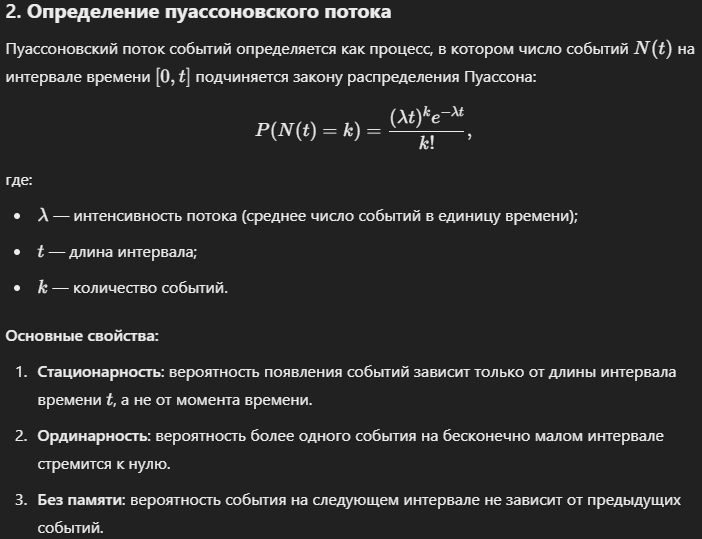 2. Определение пуассоновского потока
Пуассоновский поток событий определяется как процесс, в котором число событий N(t) на
интервале времени [0, t] подчиняется закону распределения Пуассона:
P(N(t) = k) = \frac{(λt)^k e^{-λt}}{k!},
где:
• λ — интенсивность потока (среднее число событий в единицу времени);
• t — длина интервала;
• k — количество событий.
Основные свойства:
1. Стационарность: вероятность появления событий зависит только от длины интервала
времени t, а не от момента времени.
2. Ординарность: вероятность более одного события на бесконечно малом интервале
стремится к нулю.
3. Без памяти: вероятность события на следующем интервале не зависит от предыдущих
событий.